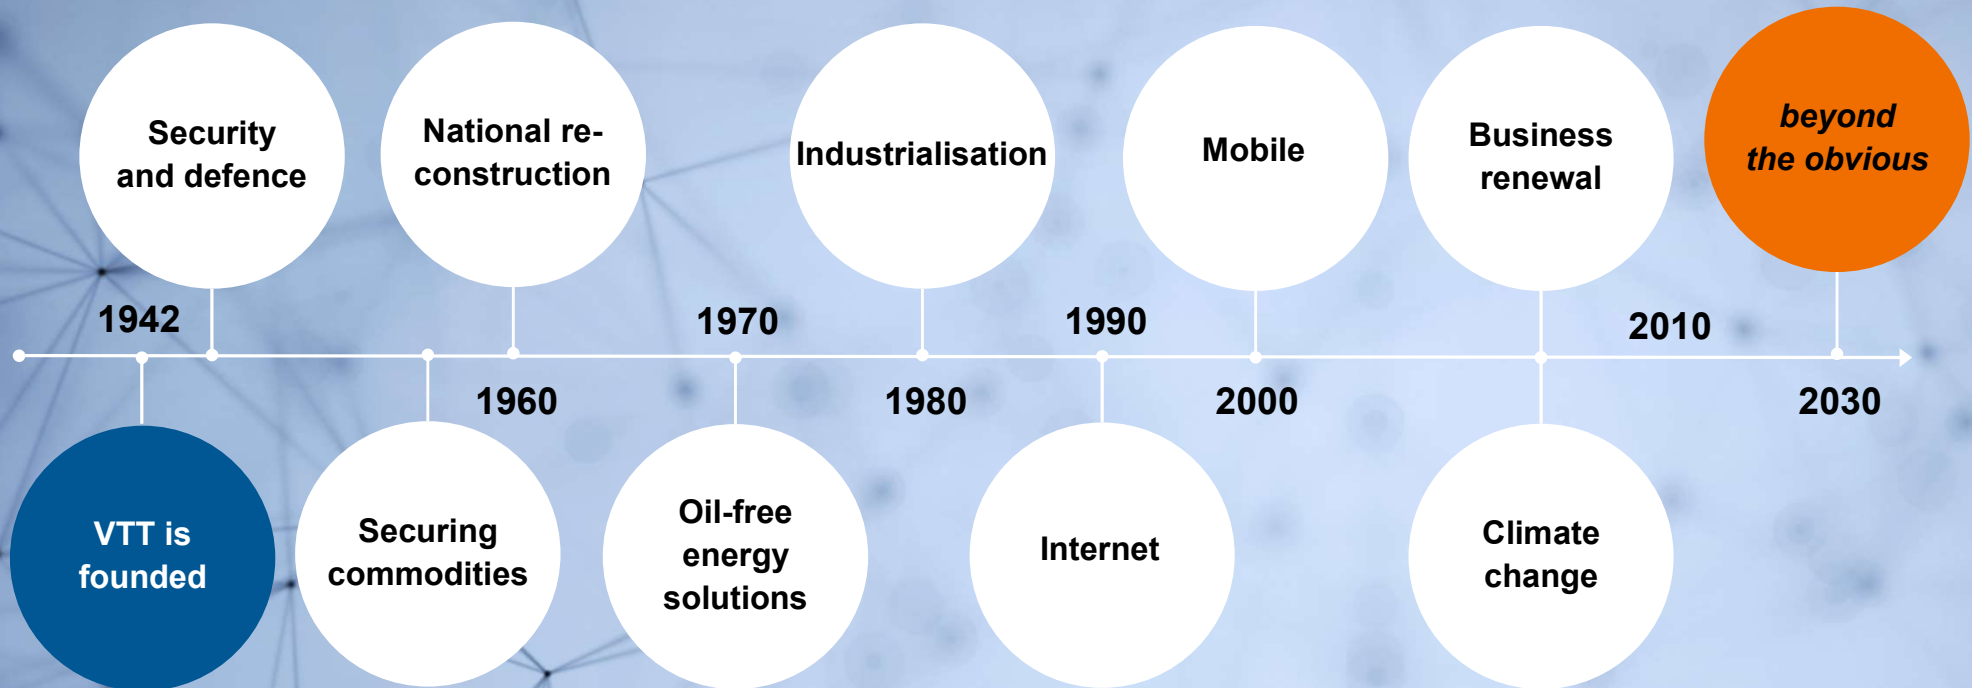 Security
and defence
National re-
construction
Industrialisation
Mobile
Business
renewal
beyond
the obvious
1942
1970
1990
2010
1960
1980
2000
2030
VTT is
founded
Securing
commodities
Oil-free
energy
solutions
Internet
Climate
change